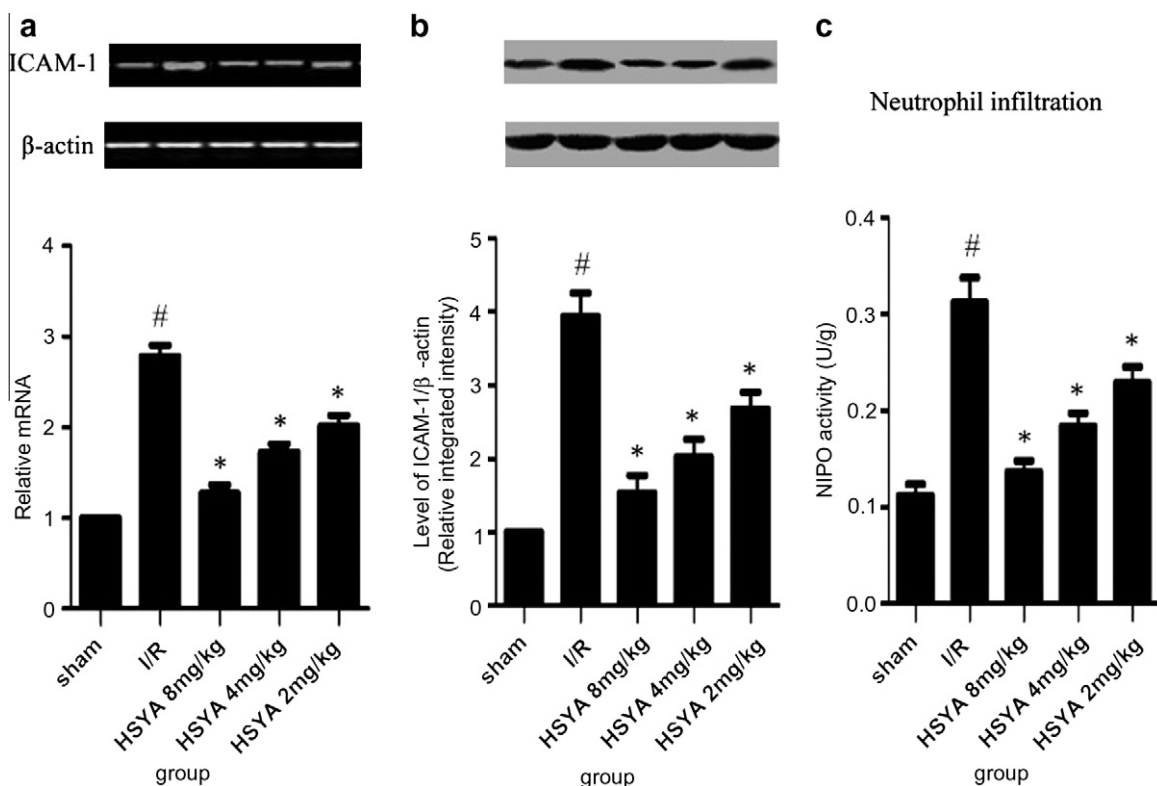 a
ICAM-1
β-actin
4
3
2
1
0
Relative mRNA
#
*
*
*
sham
I/R
HSYA 8mg/kg
HSYA 4mg/kg
HSYA 2mg/kg
group
b
5
4
3
2
1
0
Level of ICAM-1/β -actin
(Relative integrated intensity)
#
*
*
*
sham
I/R
HSYA 8mg/kg
HSYA 4mg/kg
HSYA 2mg/kg
group
c
Neutrophil infiltration
0.4
0.3
0.2
0.1
0.0
NIPO activity (U/g)
#
*
*
*
sham
I/R
HSYA 8mg/kg
HSYA 4mg/kg
HSYA 2mg/kg
group